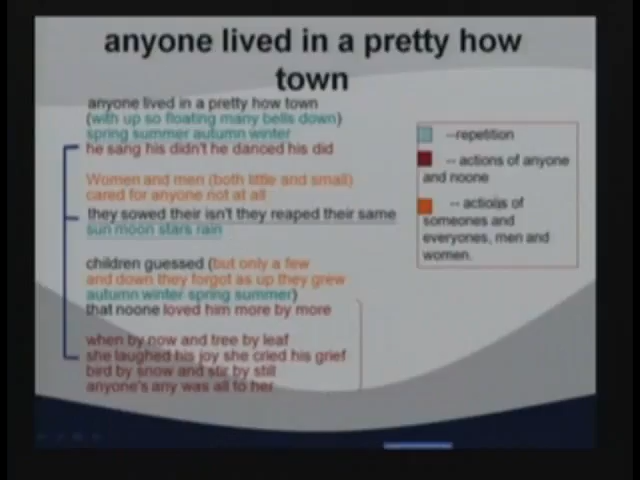 anyone lived in a pretty how
town
anyone lived in a pretty how town
(with up so floating many bells down)
spring summer autumn winter
he sang his didn't he danced his did
Women and men (both little and small)
cared for anyone not at all
they sowed their isn't they reaped their same
sun moon stars rain
children guessed (but only a few
and down they forgot as up they grew
autumn winter spring summer)
that noone loved him more by more
when by now and tree by leaf
she laughed his joy she cried his grief
bird by snow and stir by still
anyone's any was all to her
--repetition
-- actions of anyone
and noone
-- actions of
someones and
everyones, men and
women.